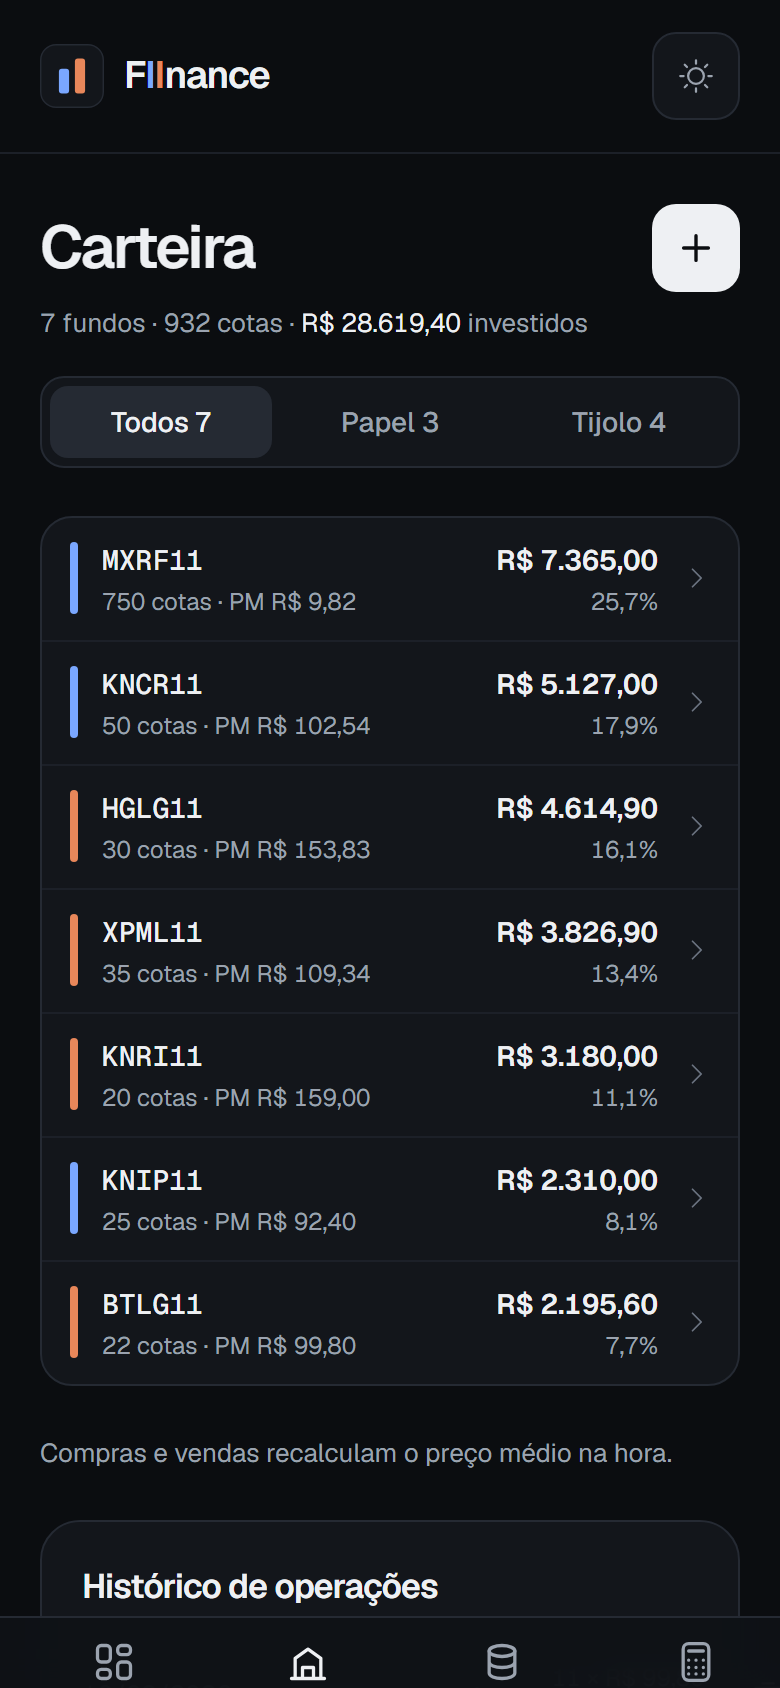 FIInance
Carteira
7 fundos · 932 cotas · R$ 28.619,40 investidos
Todos 7
Papel 3
Tijolo 4
MXRF11
R$ 7.365,00
750 cotas · PM R$ 9,82
25,7%
KNCR11
R$ 5.127,00
50 cotas · PM R$ 102,54
17,9%
HGLG11
R$ 4.614,90
30 cotas · PM R$ 153,83
16,1%
XPML11
R$ 3.826,90
35 cotas · PM R$ 109,34
13,4%
KNRI11
R$ 3.180,00
20 cotas · PM R$ 159,00
11,1%
KNIP11
R$ 2.310,00
25 cotas · PM R$ 92,40
8,1%
BTLG11
R$ 2.195,60
22 cotas · PM R$ 99,80
7,7%
Compras e vendas recalculam o preço médio na hora.
Histórico de operações